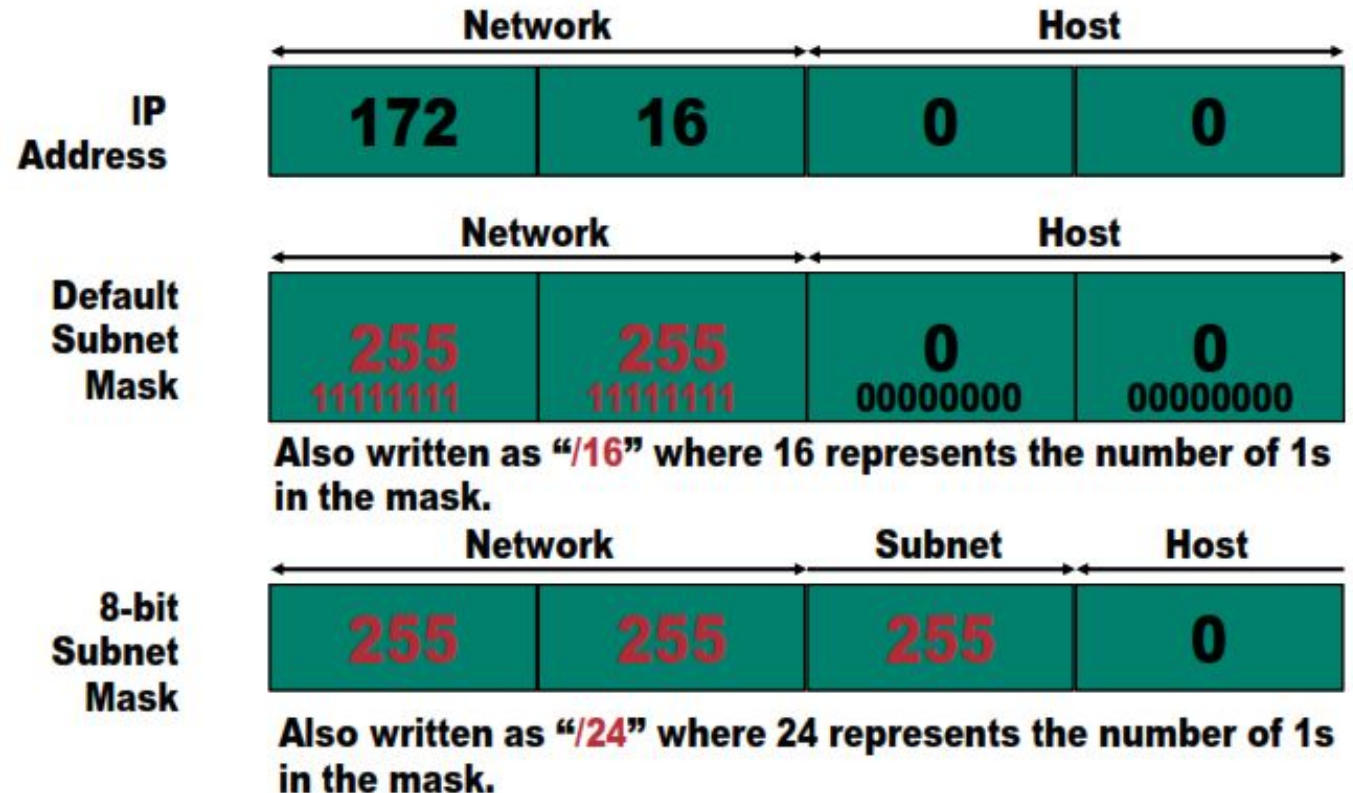 Network Host
IP
Address
172 16 0 0
Network Host
Default
Subnet
Mask
255 255 0 0
11111111 11111111 00000000 00000000
Also written as “/16” where 16 represents the number of 1s
in the mask.
Network Subnet Host
8-bit
Subnet
Mask
255 255 255 0
Also written as “/24” where 24 represents the number of 1s
in the mask.